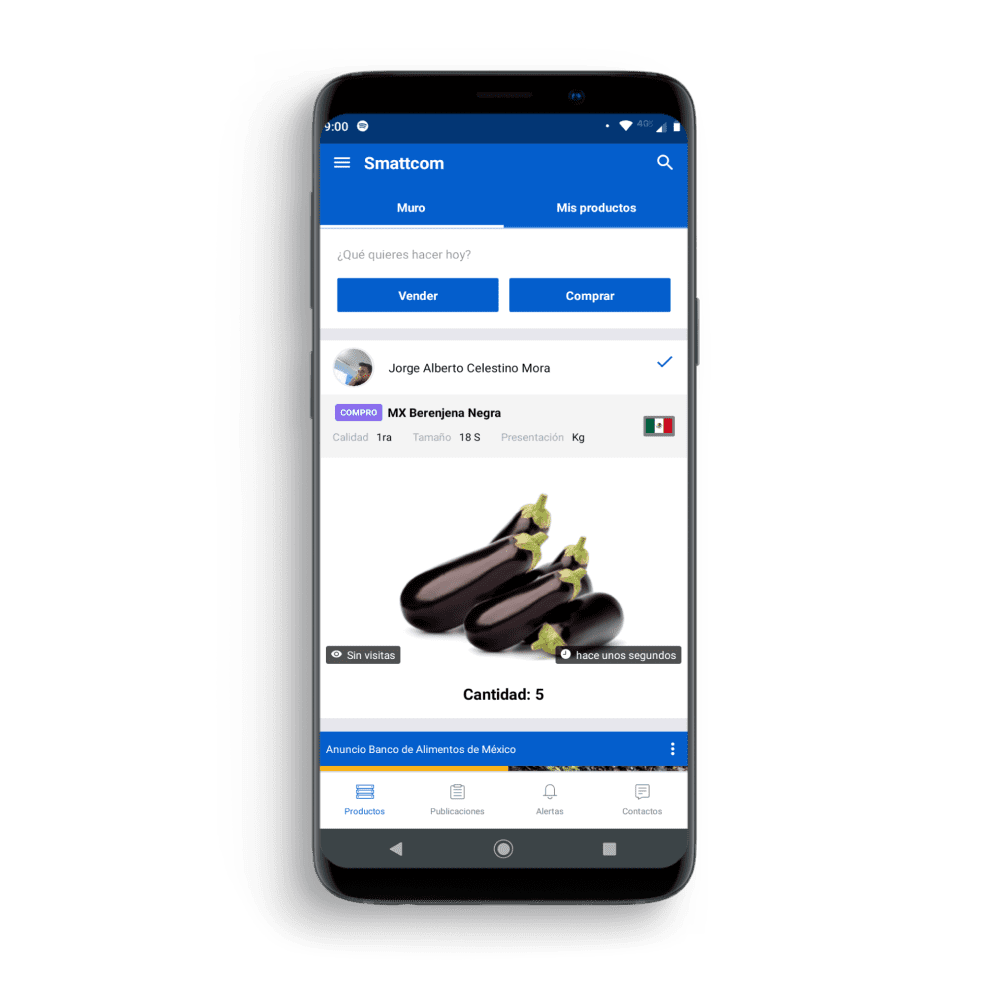 9:00
4G
Smattcom
Muro Mis productos
¿Qué quieres hacer hoy?
Vender Comprar
Jorge Alberto Celestino Mora
COMPRO MX Berenjena Negra
Calidad 1ra Tamaño 18 S Presentación Kg
Sin visitas hace unos segundos
Cantidad: 5
Anuncio Banco de Alimentos de México
Productos Publicaciones Alertas Contactos